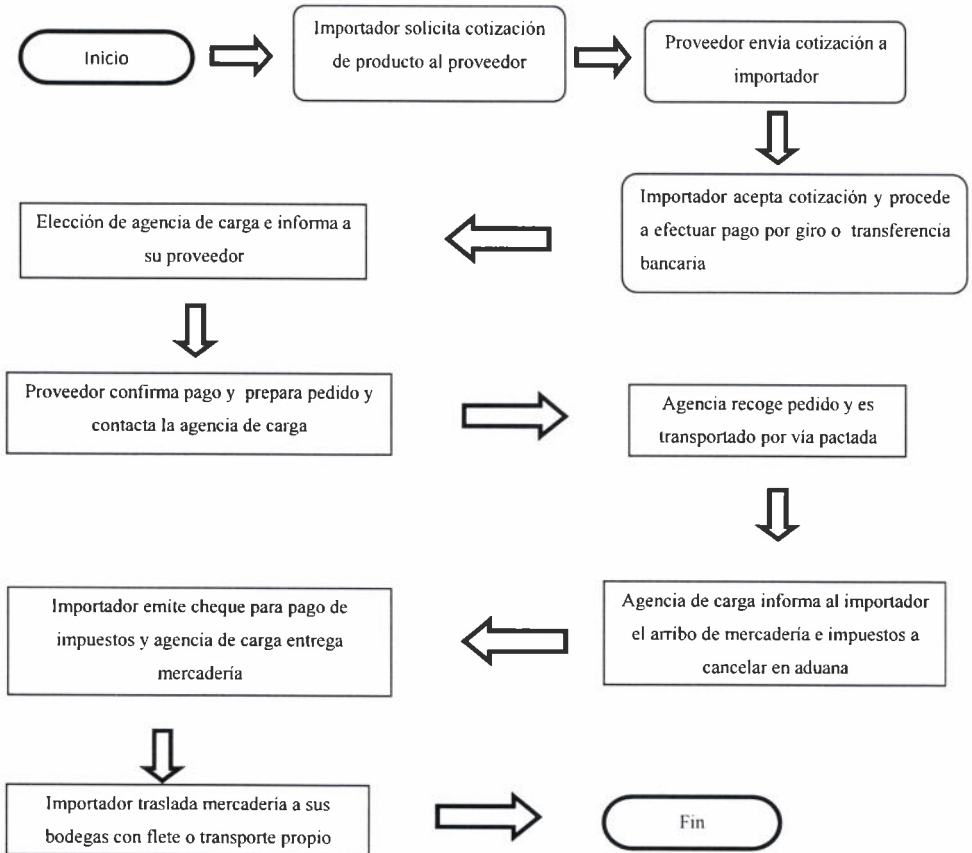 Inicio
Importador solicita cotización
de producto al proveedor
Proveedor envía cotización a
importador
Importador acepta cotización y procede
a efectuar pago por giro o transferencia
bancaria
Elección de agencia de carga e informa a
su proveedor
Proveedor confirma pago y prepara pedido y
contacta la agencia de carga
Agencia recoge pedido y es
transportado por vía pactada
Agencia de carga informa al importador
el arribo de mercadería e impuestos a
cancelar en aduana
Importador emite cheque para pago de
impuestos y agencia de carga entrega
mercadería
Importador traslada mercadería a sus
bodegas con flete o transporte propio
Fin